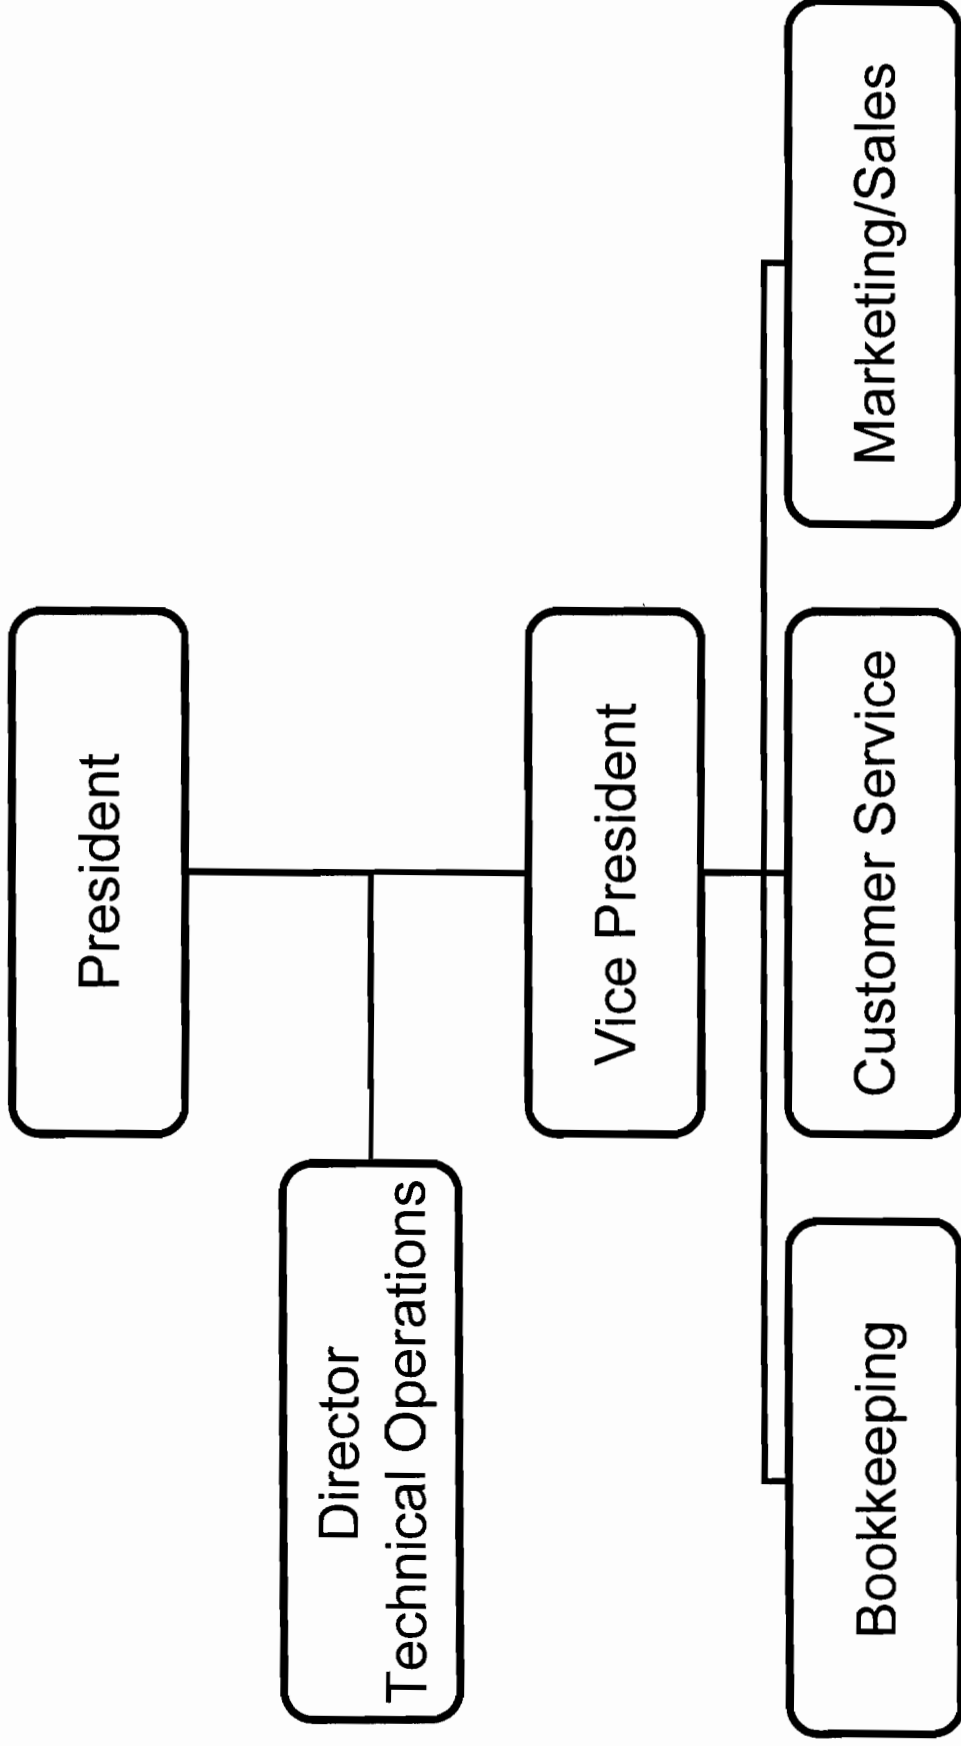 President
Director
Technical Operations
Vice President
Bookkeeping
Customer Service
Marketing/Sales